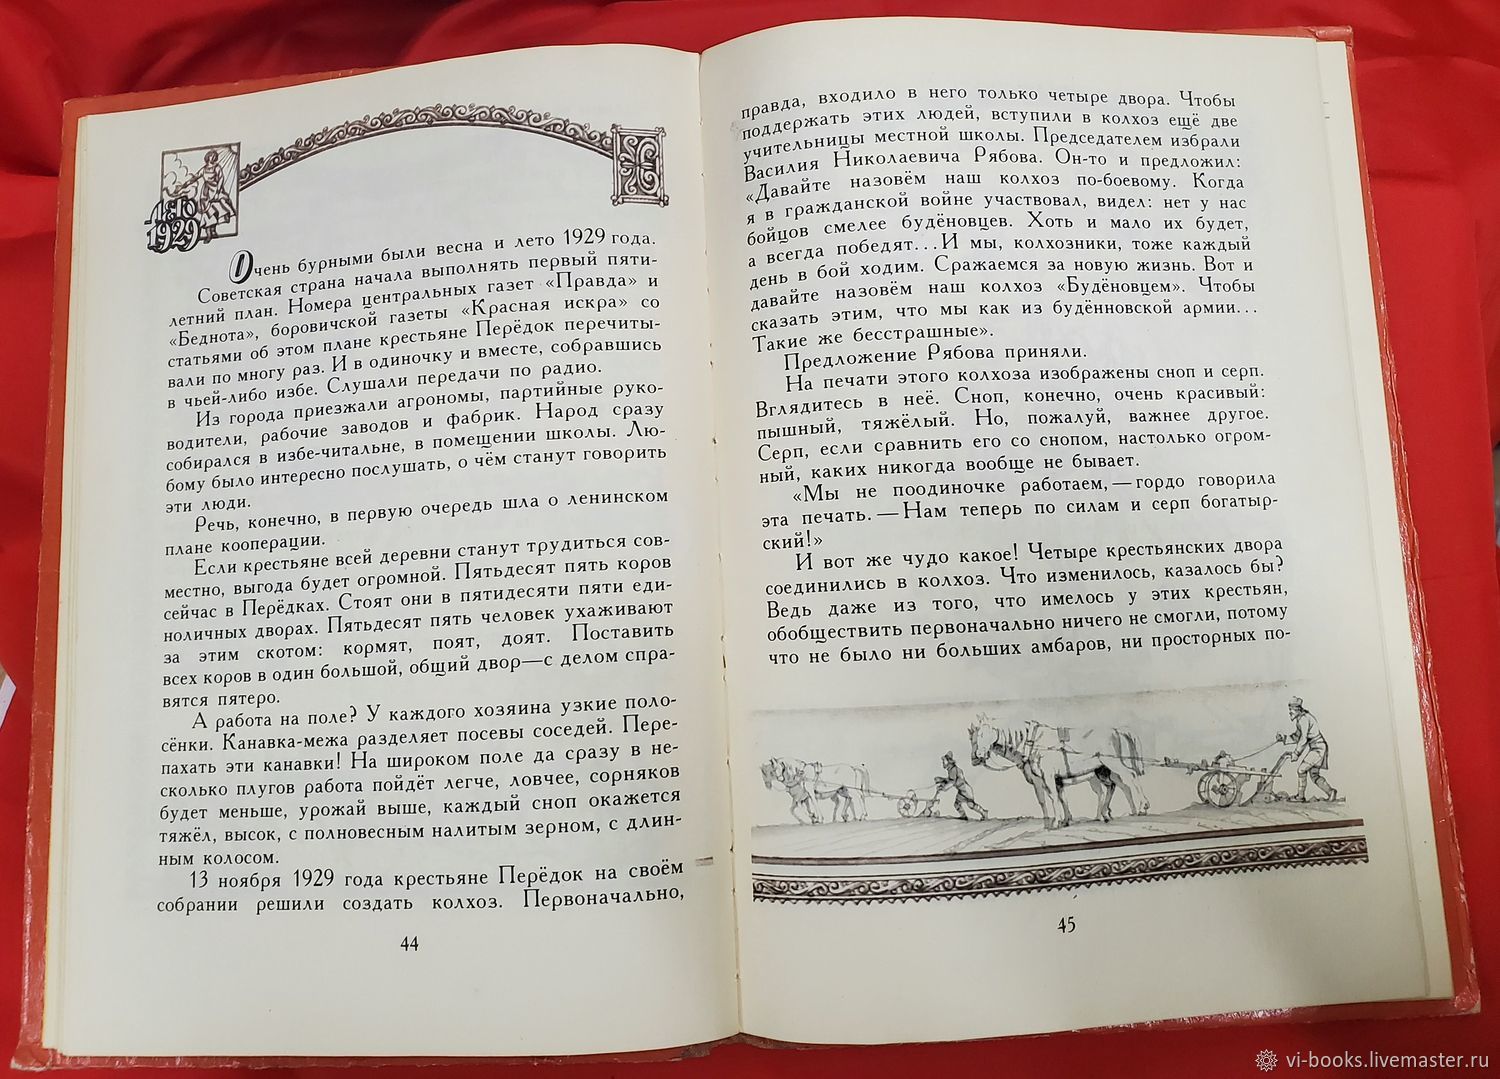 ЛЕТО
1929
Очень бурными были весна и лето 1929 года.
Советская страна начала выполнять первый пяти-
летний план. Номера центральных газет «Правда» и
«Беднота», боровичской газеты «Красная искра» со
статьями об этом плане крестьяне Перёдок перечиты-
вали по многу раз. И в одиночку и вместе, собравшись
в чьей-либо избе. Слушали передачи по радио.
Из города приезжали агрономы, партийные руко-
водители, рабочие заводов и фабрик. Народ сразу
собирался в избе-читальне, в помещении школы. Лю-
бому было интересно послушать, о чём станут говорить
эти люди.
Речь, конечно, в первую очередь шла о ленинском
плане кооперации.
Если крестьяне всей деревни станут трудиться сов-
местно, выгода будет огромной. Пятьдесят пять коров
сейчас в Перёдках. Стоят они в пятидесяти пяти еди-
ноличных дворах. Пятьдесят пять человек ухаживают
за этим скотом: кормят, поят, доят. Поставить
всех коров в один большой, общий двор—с делом спра-
вятся пятеро.
А работа на поле? У каждого хозяина узкие поло-
сёнки. Канавка-межа разделяет посевы соседей. Пере-
пахать эти канавки! На широком поле да сразу в не-
сколько плугов работа пойдёт легче, ловчее, сорняков
будет меньше, урожай выше, каждый сноп окажется
тяжёл, высок, с полновесным налитым зерном, с длин-
ным колосом.
13 ноября 1929 года крестьяне Перёдок на своём
собрании решили создать колхоз. Первоначально,
44
правда, входило в него только четыре двора. Чтобы
поддержать этих людей, вступили в колхоз ещё две
учительницы местной школы. Председателем избрали
Василия Николаевича Рябова. Он-то и предложил:
«Давайте назовём наш колхоз по-боевому. Когда
я в гражданской войне участвовал, видел: нет у нас
бойцов смелее будёновцев. Хоть и мало их будет,
а всегда победят...И мы, колхозники, тоже каждый
день в бой ходим. Сражаемся за новую жизнь. Вот и
давайте назовём наш колхоз «Будёновцем». Чтобы
сказать этим, что мы как из будённовской армии...
Такие же бесстрашные».
Предложение Рябова приняли.
На печати этого колхоза изображены сноп и серп.
Вглядитесь в неё. Сноп, конечно, очень красивый:
пышный, тяжёлый. Но, пожалуй, важнее другое.
Серп, если сравнить его со снопом, настолько огром-
ный, каких никогда вообще не бывает.
«Мы не поодиночке работаем, — гордо говорила
эта печать. — Нам теперь по силам и серп богатыр-
ский!»
И вот же чудо какое! Четыре крестьянских двора
соединились в колхоз. Что изменилось, казалось бы?
Ведь даже из того, что имелось у этих крестьян,
обобществить первоначально ничего не смогли, потому
что не было ни больших амбаров, ни просторных по-
45
vi-books.livemaster.ru